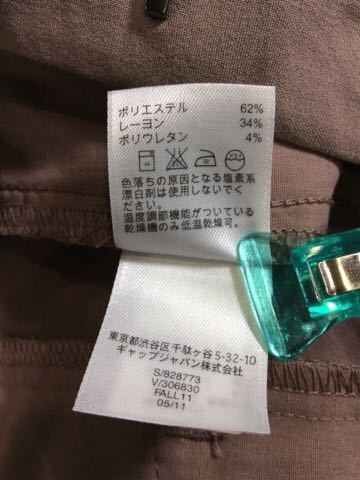 ポリエステル 62%
レーヨン 34%
ポリウレタン 4%
色落ちの原因となる塩素系
漂白剤は使用しないでく
ださい。
温度調節機能がついている
乾燥機のみ低温乾燥可。
東京都渋谷区千駄ヶ谷5-32-10
ギャップジャパン株式会社
S/828773
V/306830
FALL11
05/11